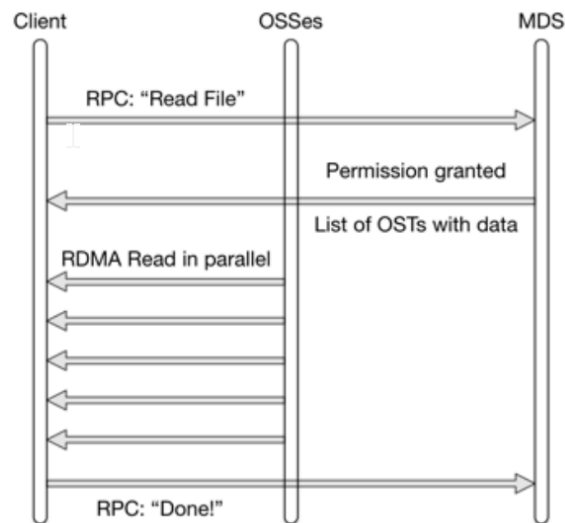 Client
OSSes
MDS
RPC: “Read File”
Permission granted
List of OSTs with data
RDMA Read in parallel
RPC: “Done!”